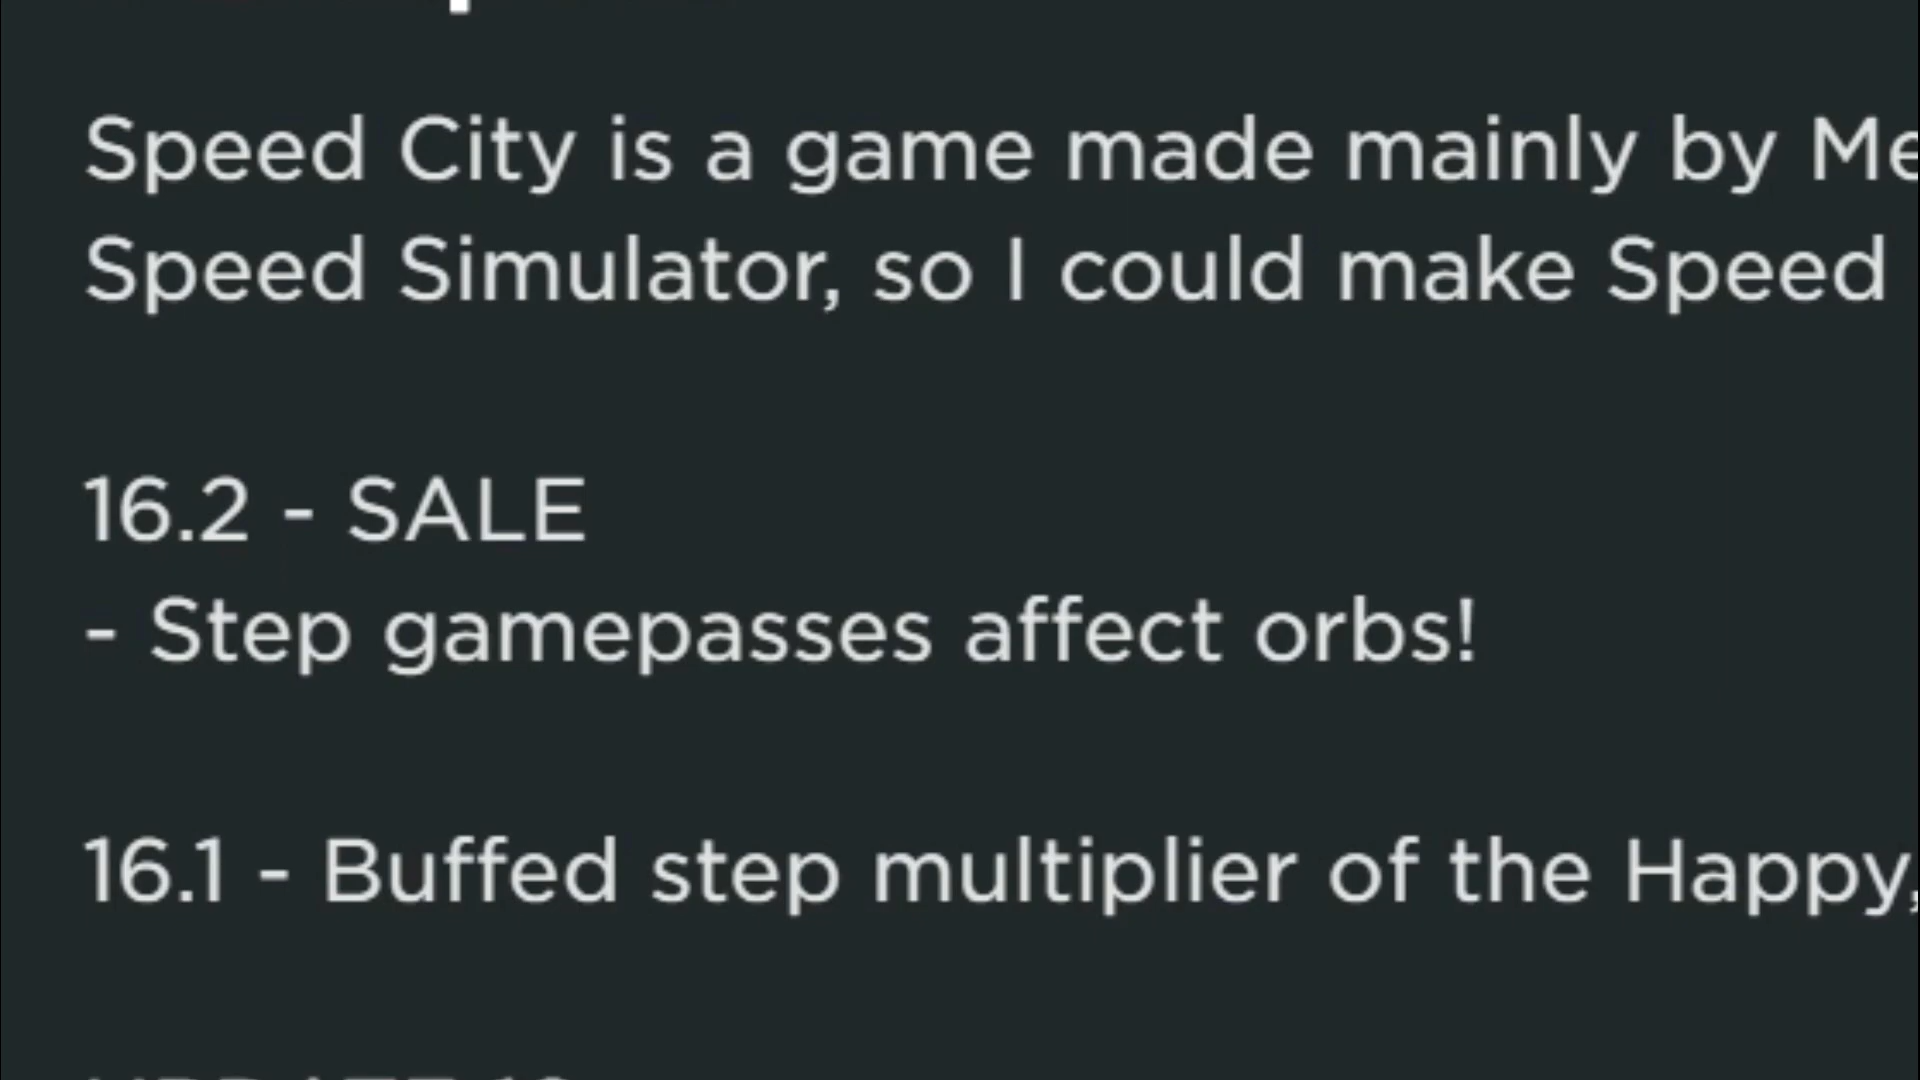 Speed City is a game made mainly by
Speed Simulator, so I could make Speed
16.2 - SALE
- Step gamepasses affect orbs!
16.1 - Buffed step multiplier of the Happy,